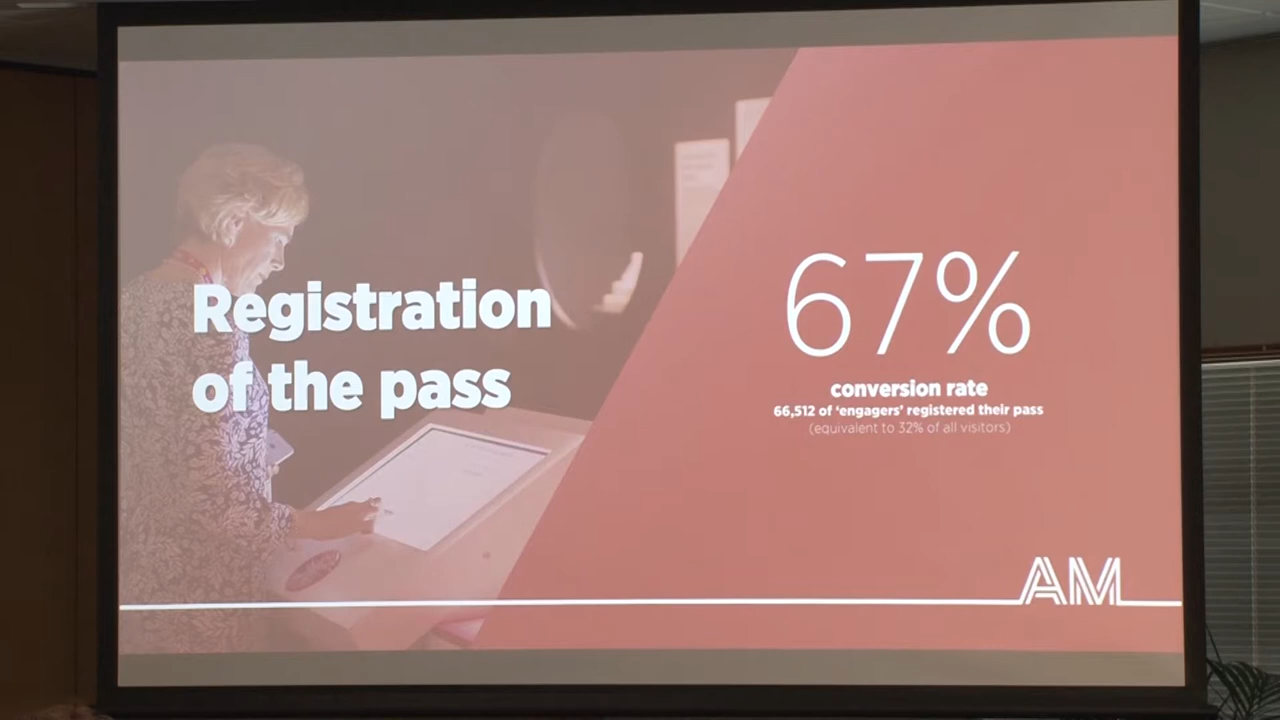 Registration
of the pass
67%
conversion rate
66,512 of 'engagers' registered their pass
(equivalent to 32% of all visitors)
AM